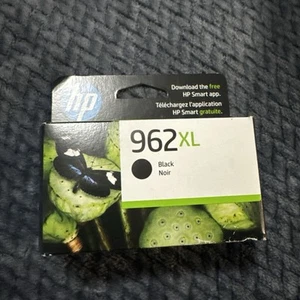 hp
Download the free
HP Smart app.
Téléchargez l'application
HP Smart gratuite.
962XL
Black
Noir